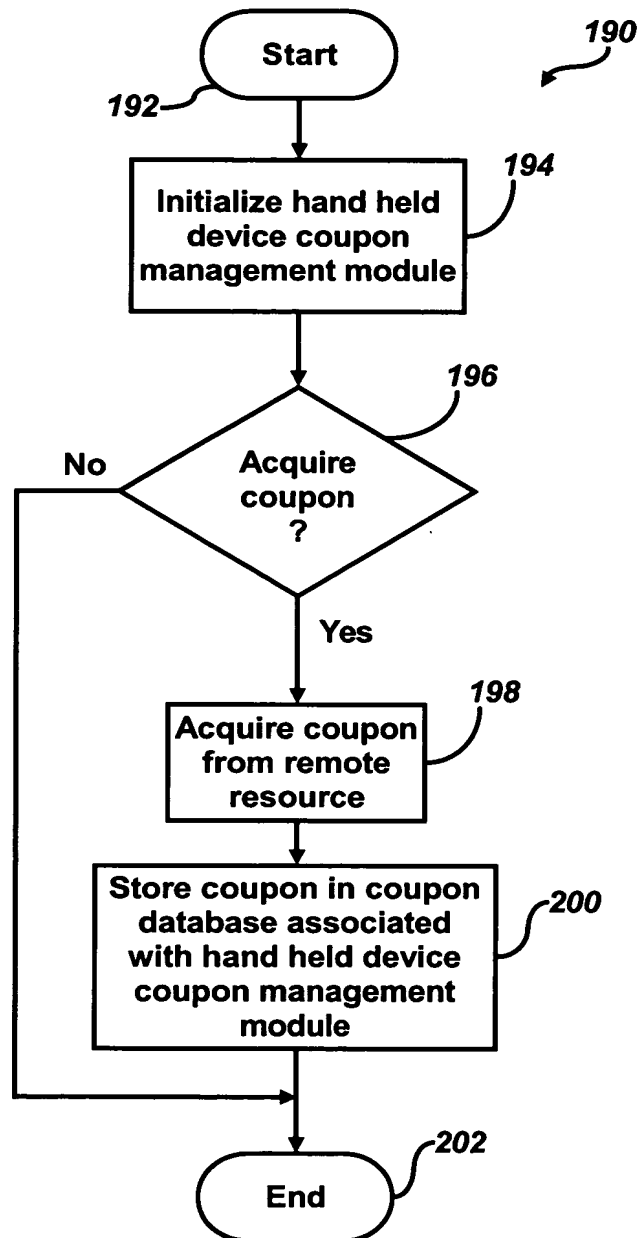 Start
190
192
Initialize hand held
device coupon
management module
194
196
Acquire
coupon
?
No
Yes
198
Acquire coupon
from remote
resource
Store coupon in coupon
database associated
with hand held device
coupon management
module
200
202
End